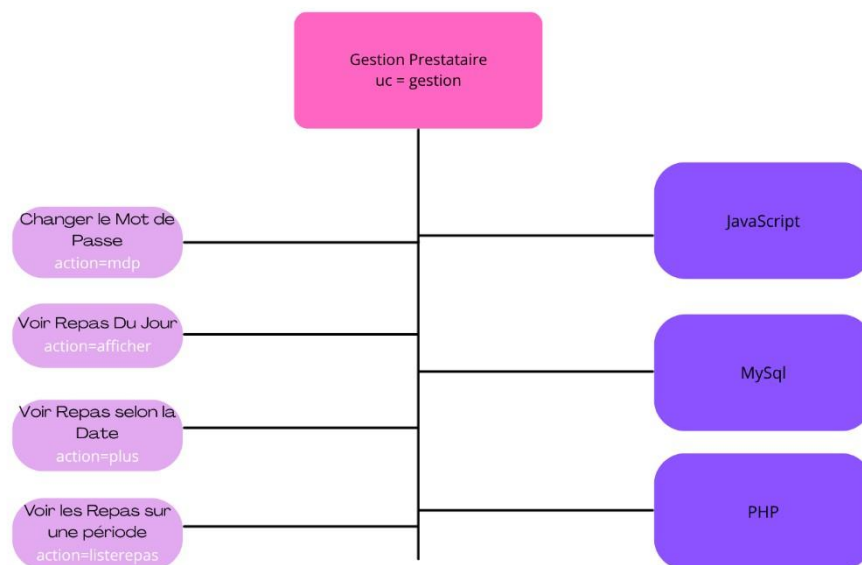 Gestion Prestataire
uc = gestion
Changer le Mot de
Passe
action=mdp
Voir Repas Du Jour
action=afficher
Voir Repas selon la
Date
action=plus
Voir les Repas sur
une période
action=listerepas
JavaScript
MySql
PHP